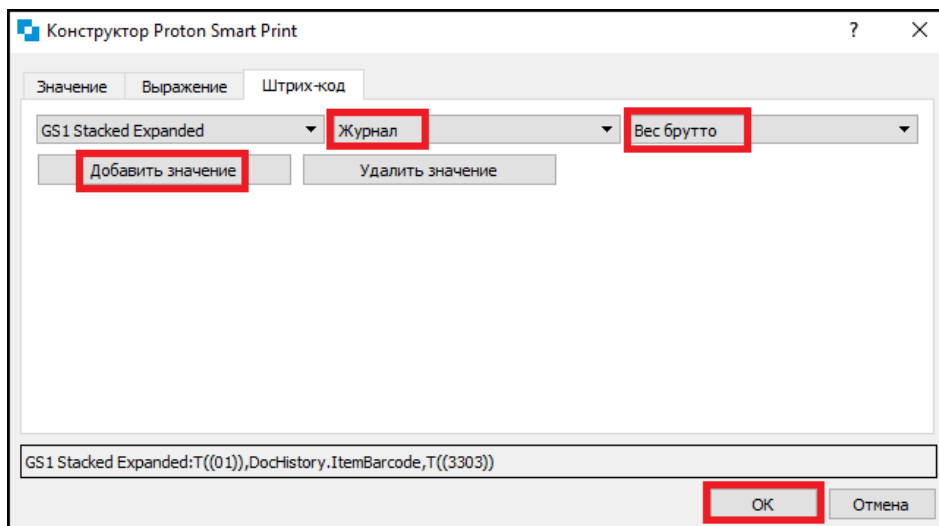 Конструктор Proton Smart Print ?
Значение Выражение Штрих-код
GS1 Stacked Expanded Журнал Вес брутто
Добавить значение Удалить значение
GS1 Stacked Expanded:T((01)),DocHistory.ItemBarcode,T((3303))
ОК Отмена